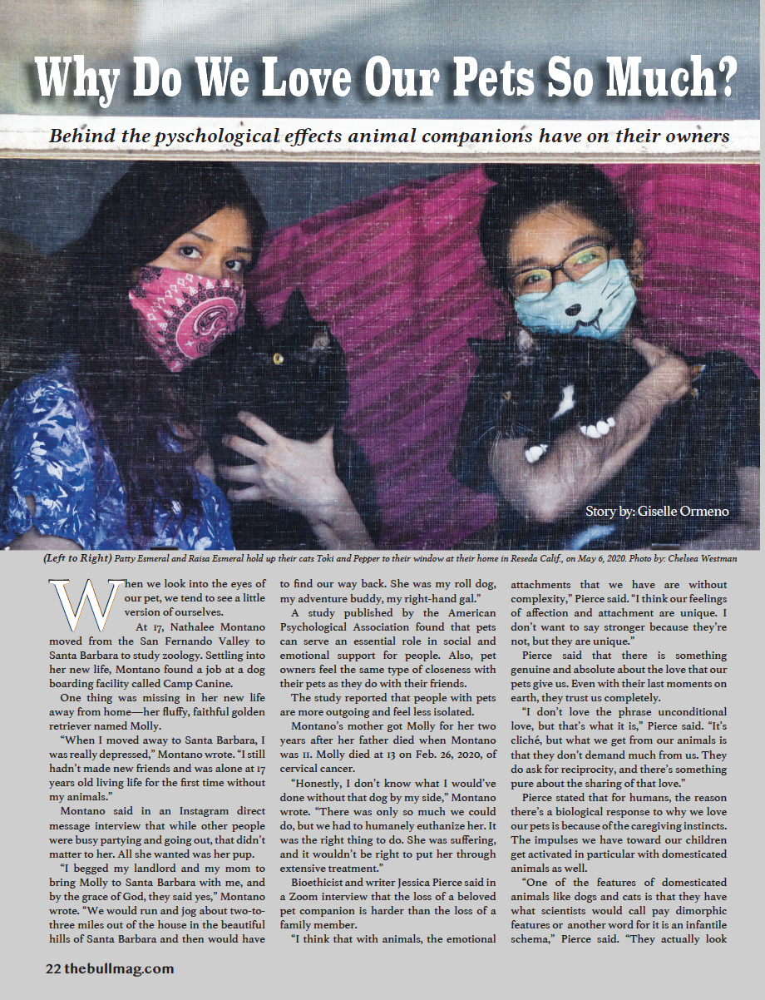 Why Do We Love Our Pets So Much?
Behind the pyschological effects animal companions have on their owners
Story by: Giselle Ormeno
(Left to Right) Patty Esmeral and Raisa Esmeral hold up their cats Toki and Pepper to their window at their home in Reseda Calif., on May 6, 2020. Photo by: Chelsea Westman
When we look into the eyes of
our pet, we tend to see a little
version of ourselves.
At 17, Nathalee Montano
moved from the San Fernando Valley to
Santa Barbara to study zoology. Settling into
her new life, Montano found a job at a dog
boarding facility called Camp Canine.
One thing was missing in her new life
away from home—her fluffy, faithful golden
retriever named Molly.
“When I moved away to Santa Barbara, I
was really depressed,” Montano wrote. “I still
hadn’t made new friends and was alone at 17
years old living life for the first time without
my animals.”
Montano said in an Instagram direct
message interview that while other people
were busy partying and going out, that didn’t
matter to her. All she wanted was her pup.
“I begged my landlord and my mom to
bring Molly to Santa Barbara with me, and
by the grace of God, they said yes,” Montano
wrote. “We would run and jog about two-to-
three miles out of the house in the beautiful
hills of Santa Barbara and then would have
to find our way back. She was my roll dog,
my adventure buddy, my right-hand gal.”
A study published by the American
Psychological Association found that pets
can serve an essential role in social and
emotional support for people. Also, pet
owners feel the same type of closeness with
their pets as they do with their friends.
The study reported that people with pets
are more outgoing and feel less isolated.
Montano’s mother got Molly for her two
years after her father died when Montano
was 11. Molly died at 13 on Feb. 26, 2020, of
cervical cancer.
“Honestly, I don’t know what I would’ve
done without that dog by my side,” Montano
wrote. “There was only so much we could
do, but we had to humanely euthanize her. It
was the right thing to do. She was suffering,
and it wouldn’t be right to put her through
extensive treatment.”
Bioethicist and writer Jessica Pierce said in
a Zoom interview that the loss of a beloved
pet companion is harder than the loss of a
family member.
“I think that with animals, the emotional
attachments that we have are without
complexity,” Pierce said. “I think our feelings
of affection and attachment are unique. I
don’t want to say stronger because they’re
not, but they are unique.”
Pierce said that there is something
genuine and absolute about the love that our
pets give us. Even with their last moments on
earth, they trust us completely.
“I don’t love the phrase unconditional
love, but that’s what it is,” Pierce said. “It’s
cliché, but what we get from our animals is
that they don’t demand much from us. They
do ask for reciprocity, and there’s something
pure about the sharing of that love.”
Pierce stated that for humans, the reason
there’s a biological response to why we love
our pets is because of the caregiving instincts.
The impulses we have toward our children
get activated in particular with domesticated
animals as well.
“One of the features of domesticated
animals like dogs and cats is that they have
what scientists would call pay dimorphic
features or another word for it is an infantile
schema,” Pierce said. “They actually look
22 thebullmag.com